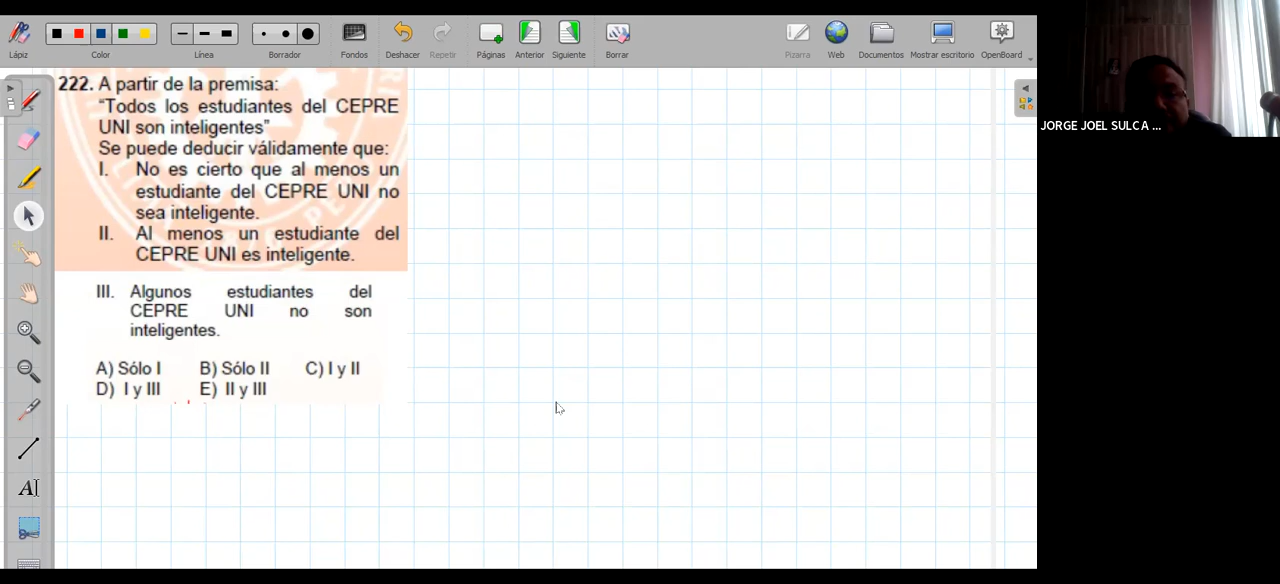 Lápiz Color Línea Borrador Fondos Deshacer Repetir Páginas Anterior Siguiente Borrar Pizarra Web Documentos Mostrar escritorio OpenBoard
222. A partir de la premisa:
“Todos los estudiantes del CEPRE
UNI son inteligentes”
Se puede deducir válidamente que:
I. No es cierto que al menos un
estudiante del CEPRE UNI no
sea inteligente.
II. Al menos un estudiante del
CEPRE UNI es inteligente.
III. Algunos estudiantes del
CEPRE UNI no son
inteligentes.
A) Sólo I B) Sólo II C) I y II
D) I y III E) II y III
JORGE JOEL SULCA ...
AI